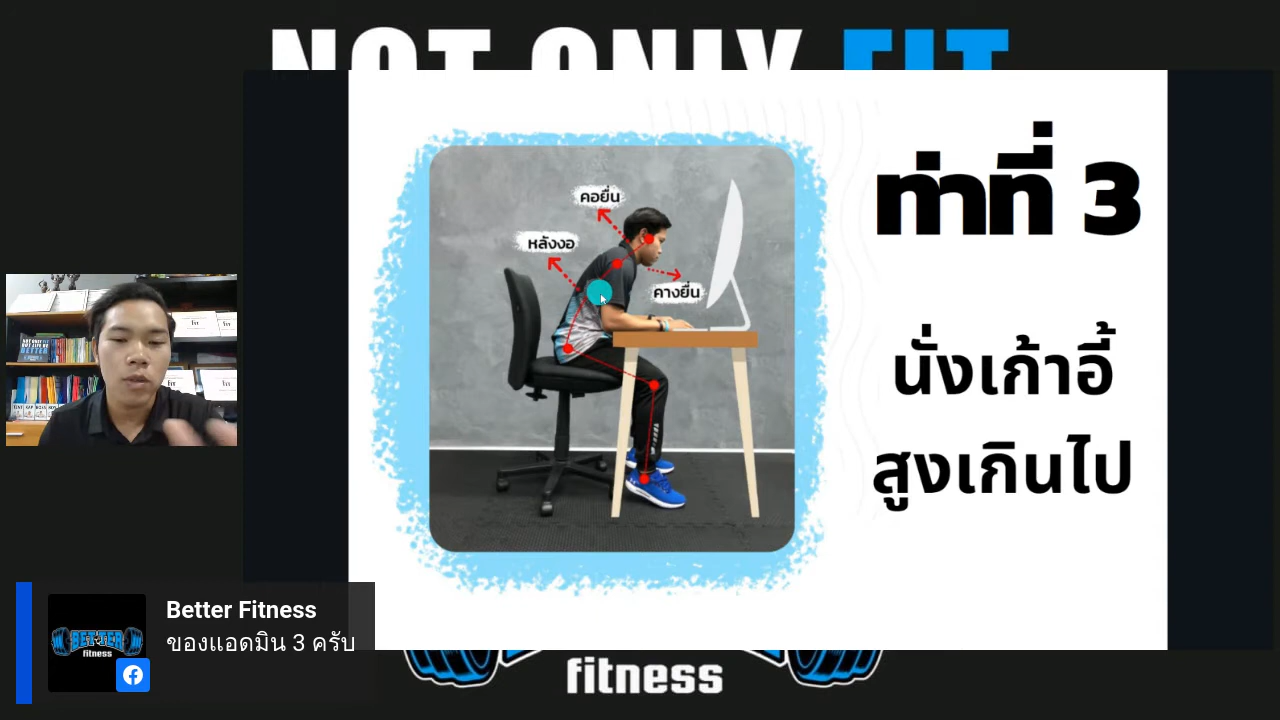 NOT ONLY FIT
ท่าที่ 3
คอยื่น
หลังงอ
คางยื่น
นั่งเก้าอี้
สูงเกินไป
Better Fitness
ของแอดมิน 3 ครับ
BETTER
fitness
fitness